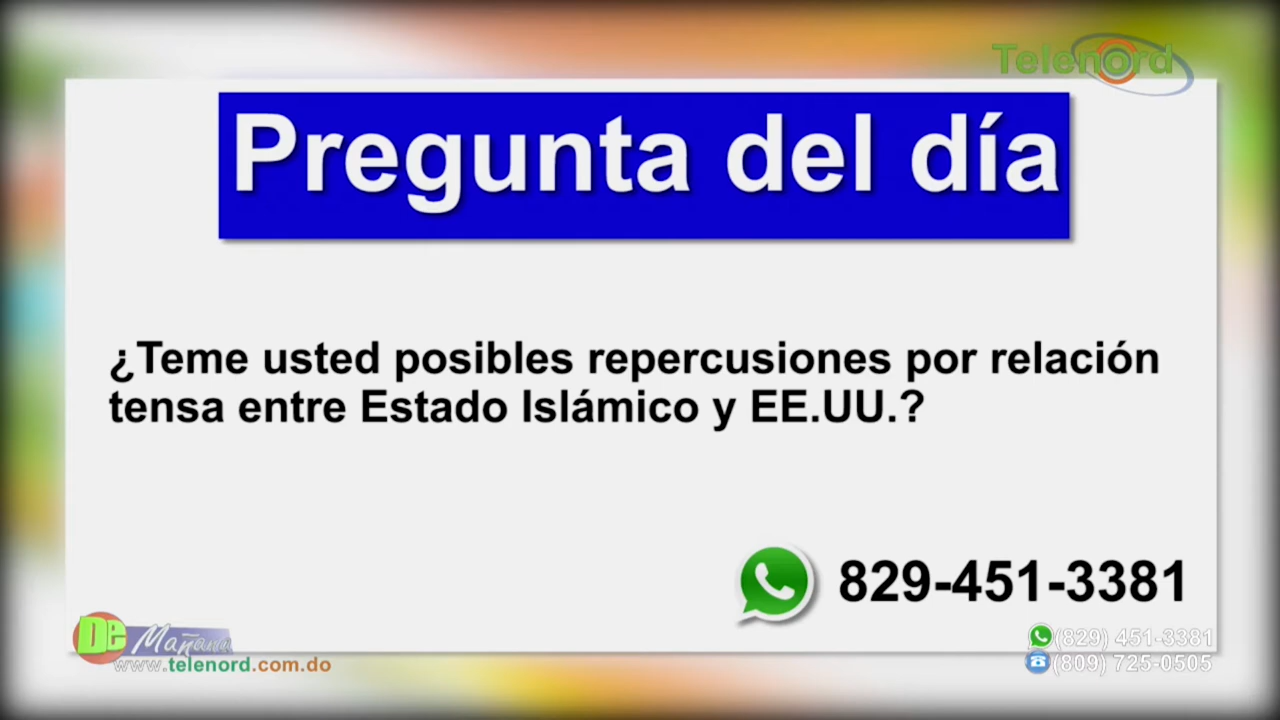 Telenord
Pregunta del día
¿Teme usted posibles repercusiones por relación
tensa entre Estado Islámico y EE.UU.?
829-451-3381
De Mañana
www.telenord.com.do
(829) 451-3381
(809) 725-0505